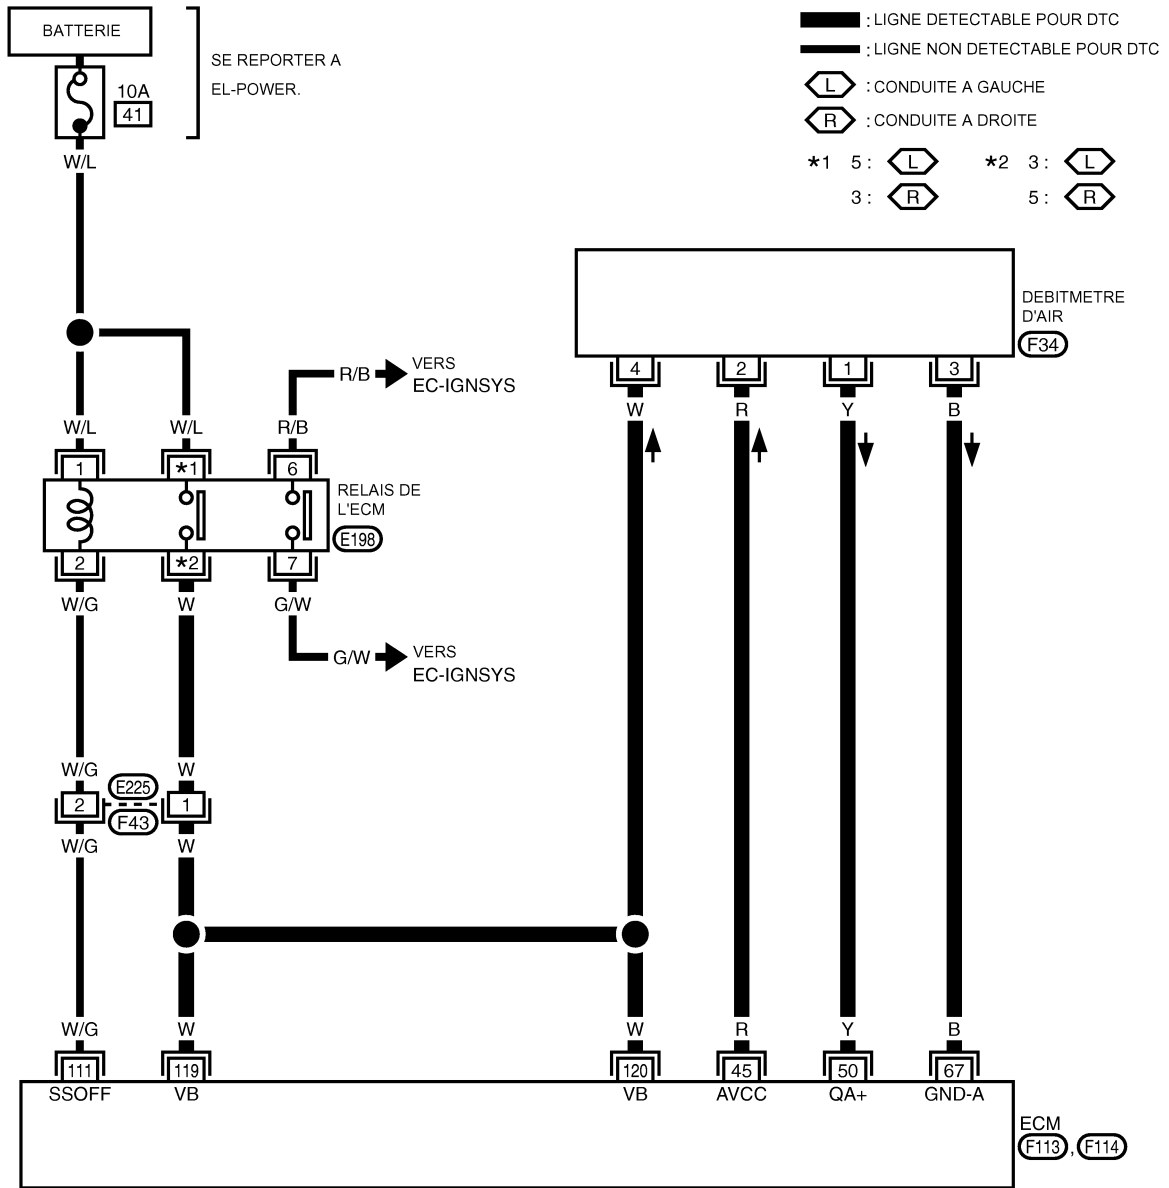 BATTERIE
10A
41
SE REPORTER A
EL-POWER.
: LIGNE DETECTABLE POUR DTC
: LIGNE NON DETECTABLE POUR DTC
L : CONDUITE A GAUCHE
R : CONDUITE A DROITE
*1 5 : L *2 3 : L
3 : R 5 : R
W/L
DEBITMETRE
D'AIR
F34
4 2 1 3
W R Y B
R/B VERS
EC-IGNSYS
W/L W/L R/B
1 *1 6
RELAIS DE
L'ECM
E198
2 *2 7
W/G W G/W
G/W VERS
EC-IGNSYS
W/G W
E225
2 1
F43
W/G W
W/G W W R Y B
111 119 120 45 50 67
SSOFF VB VB AVCC QA+ GND-A
ECM
F113 , F114